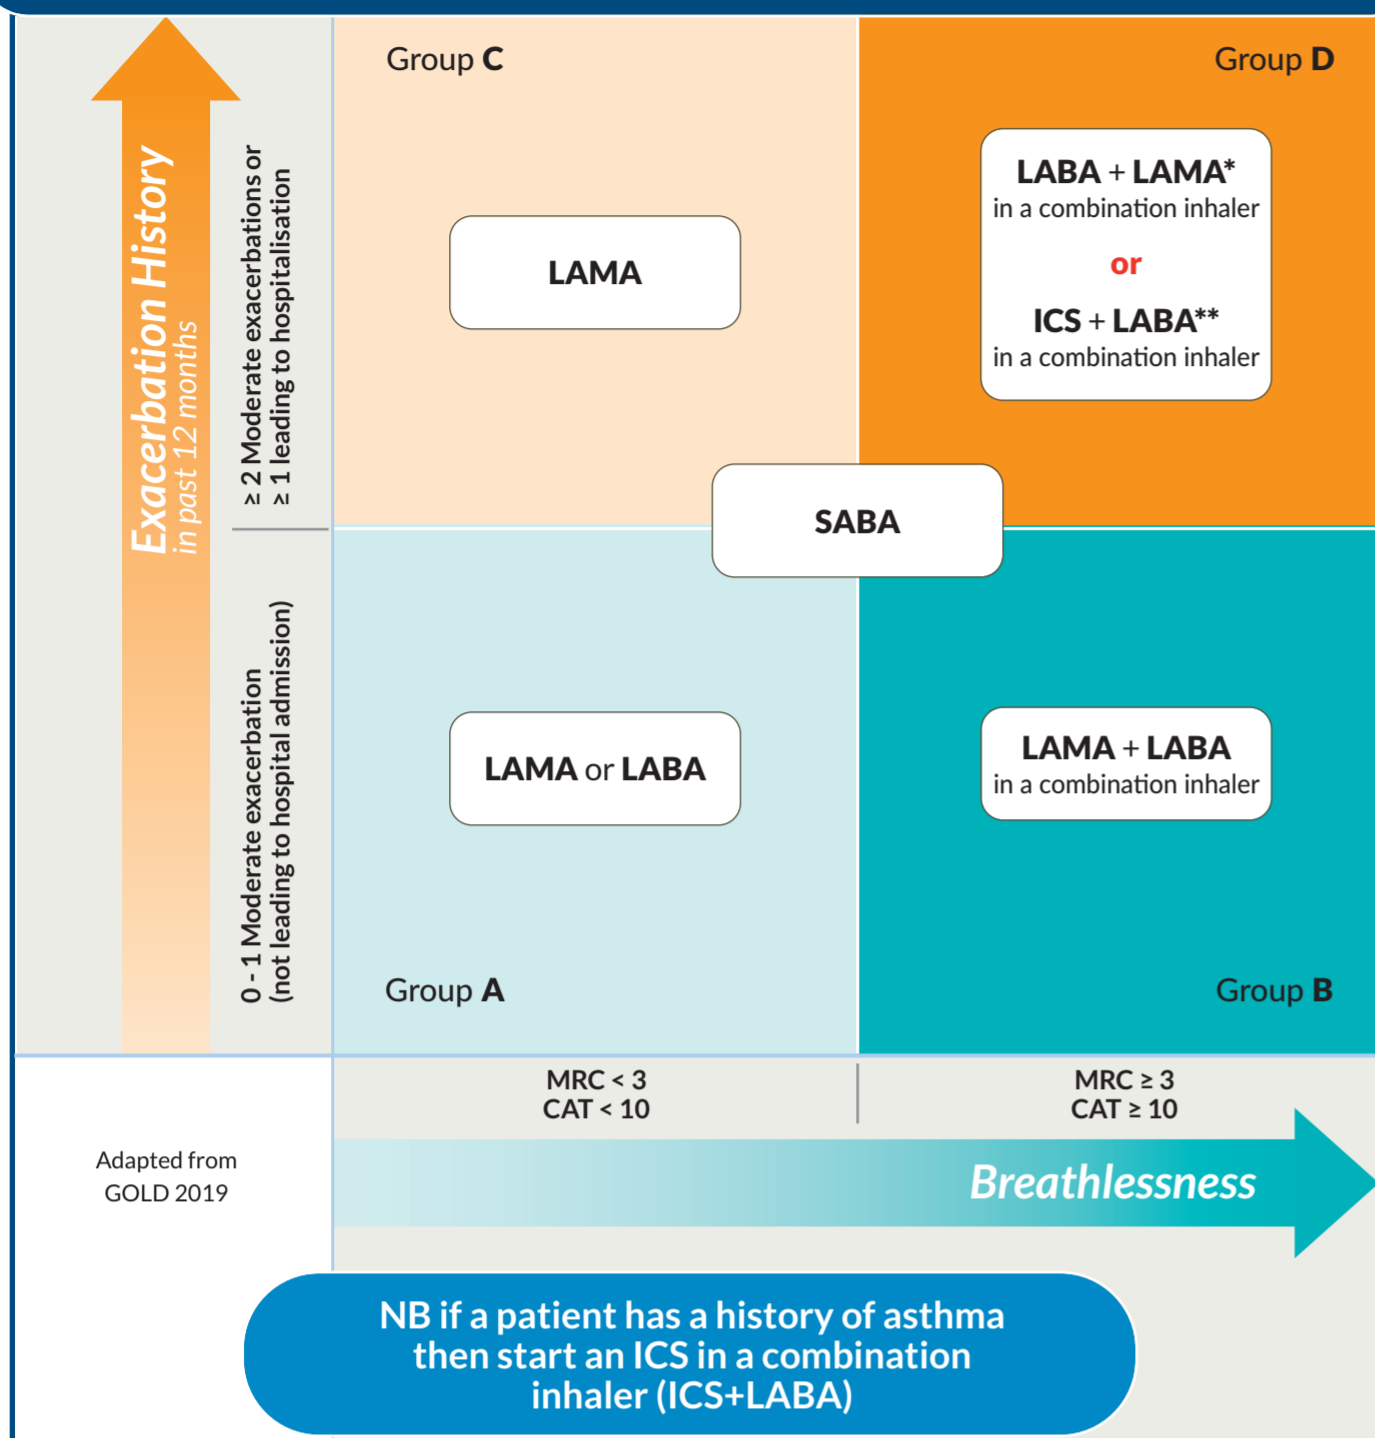 Group C
Group D
Exacerbation History
in past 12 months
≥ 2 Moderate exacerbations or
≥ 1 leading to hospitalisation
LAMA
LABA + LAMA*
in a combination inhaler
or
ICS + LABA**
in a combination inhaler
SABA
0 - 1 Moderate exacerbation
(not leading to hospital admission)
LAMA or LABA
LAMA + LABA
in a combination inhaler
Group A
Group B
MRC < 3
CAT < 10
MRC ≥ 3
CAT ≥ 10
Adapted from
GOLD 2019
Breathlessness
NB if a patient has a history of asthma
then start an ICS in a combination
inhaler (ICS+LABA)